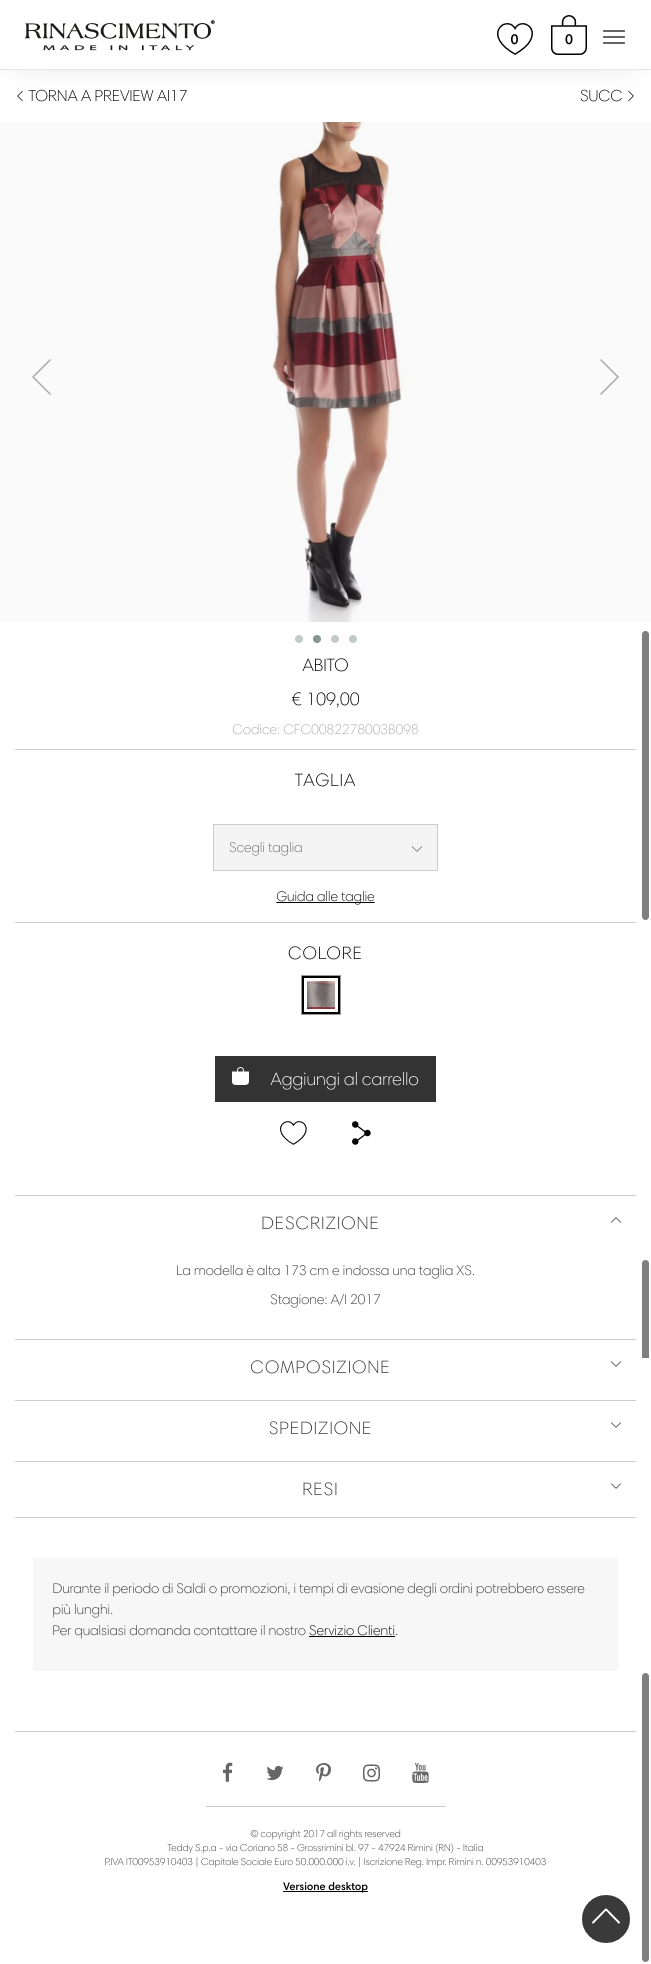 RINASCIMENTO
MADE IN ITALY
0
0
TORNA A PREVIEW AI17
SUCC
ABITO
€ 109,00
Codice: CFC0082278003B098
TAGLIA
Scegli taglia
Guida alle taglie
COLORE
Aggiungi al carrello
DESCRIZIONE
La modella è alta 173 cm e indossa una taglia XS.
Stagione: A/I 2017
COMPOSIZIONE
SPEDIZIONE
RESI
Durante il periodo di Saldi o promozioni, i tempi di evasione degli ordini potrebbero essere
più lunghi.
Per qualsiasi domanda contattare il nostro Servizio Clienti.
You Tube
© copyright 2017 all rights reserved
Teddy S.p.a - via Coriano 58 - Grossrimini bl. 97 - 47924 Rimini (RN) - Italia
P.IVA IT00953910403 | Capitale Sociale Euro 50.000.000 i.v. | Iscrizione Reg. Impr. Rimini n. 00953910403
Versione desktop